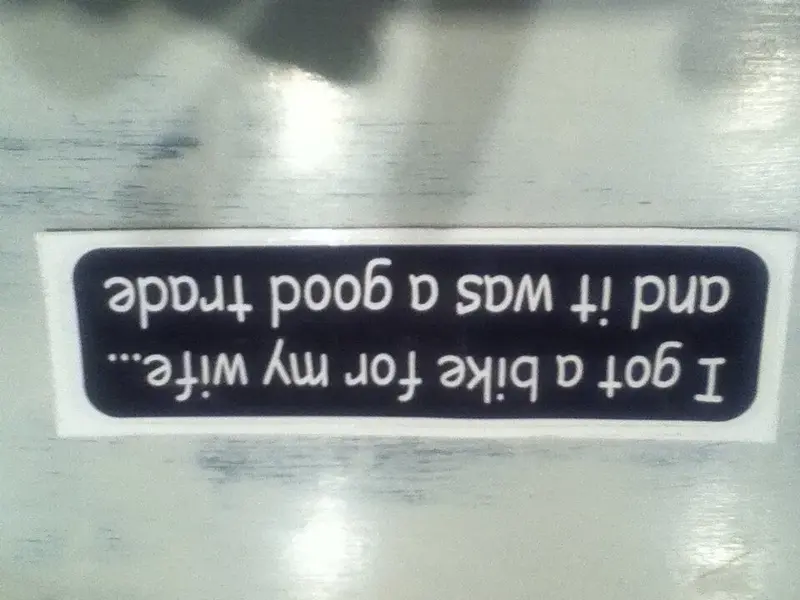 I got a bike for my wife...
and it was a good trade